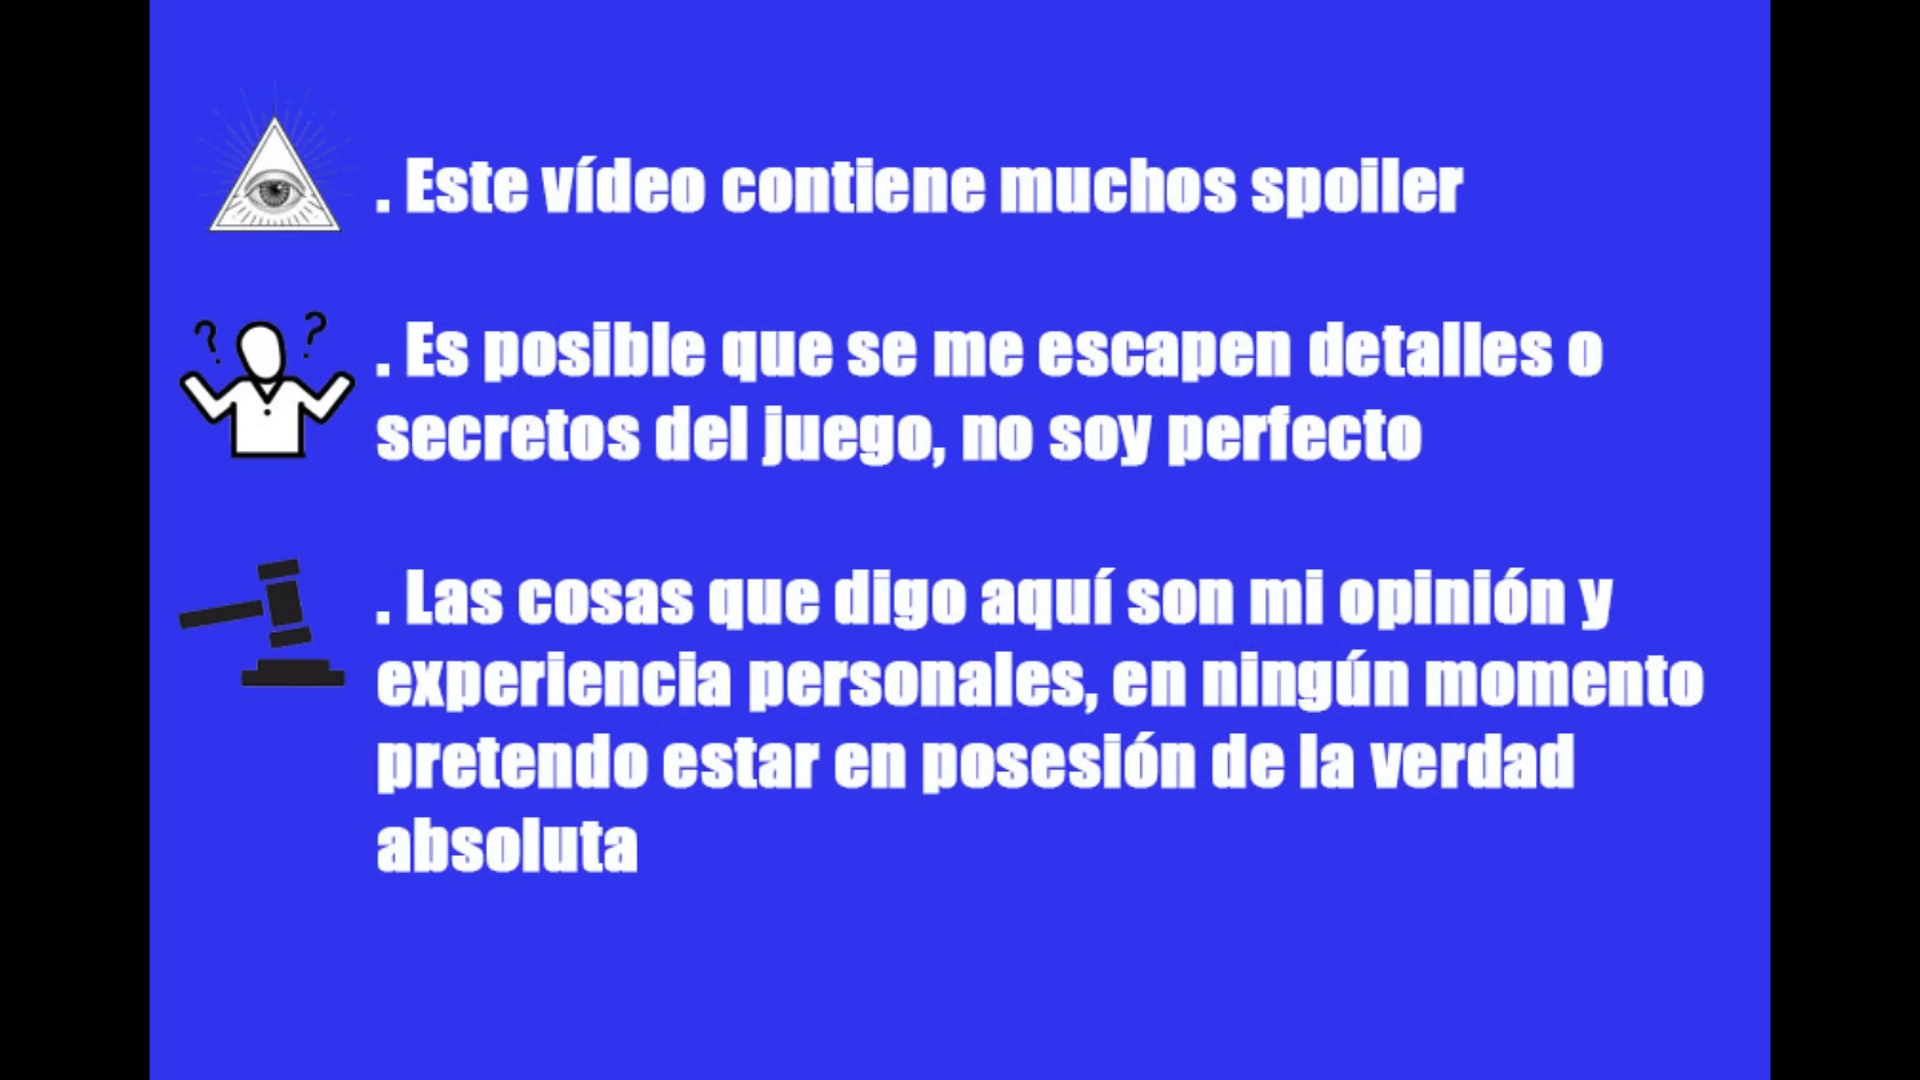 . Este vídeo contiene muchos spoiler
? ?
. Es posible que se me escapen detalles o
secretos del juego, no soy perfecto
. Las cosas que digo aquí son mi opinión y
experiencia personales, en ningún momento
pretendo estar en posesión de la verdad
absoluta